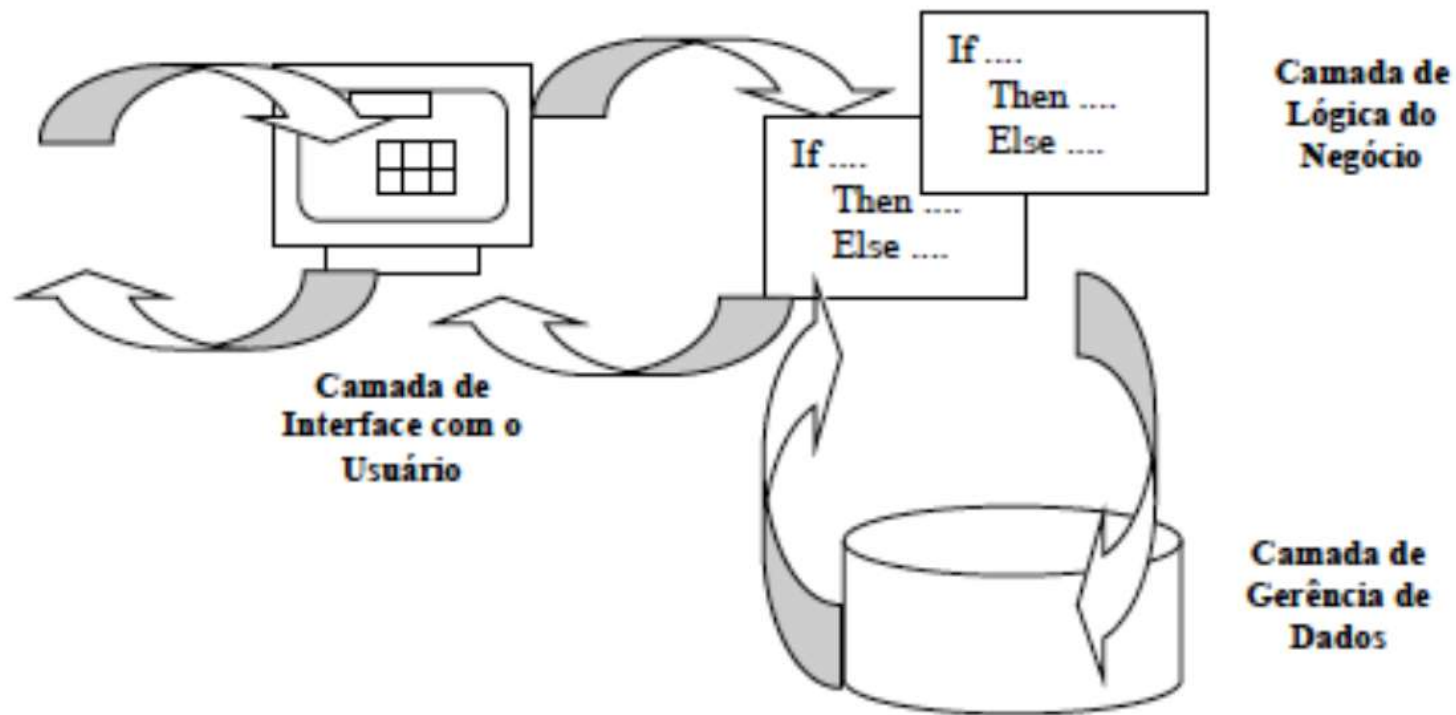 If ....
Then ....
Else ....
Camada de
Lógica do
Negócio
If ....
Then ....
Else ....
Camada de
Interface com o
Usuário
Camada de
Gerência de
Dados